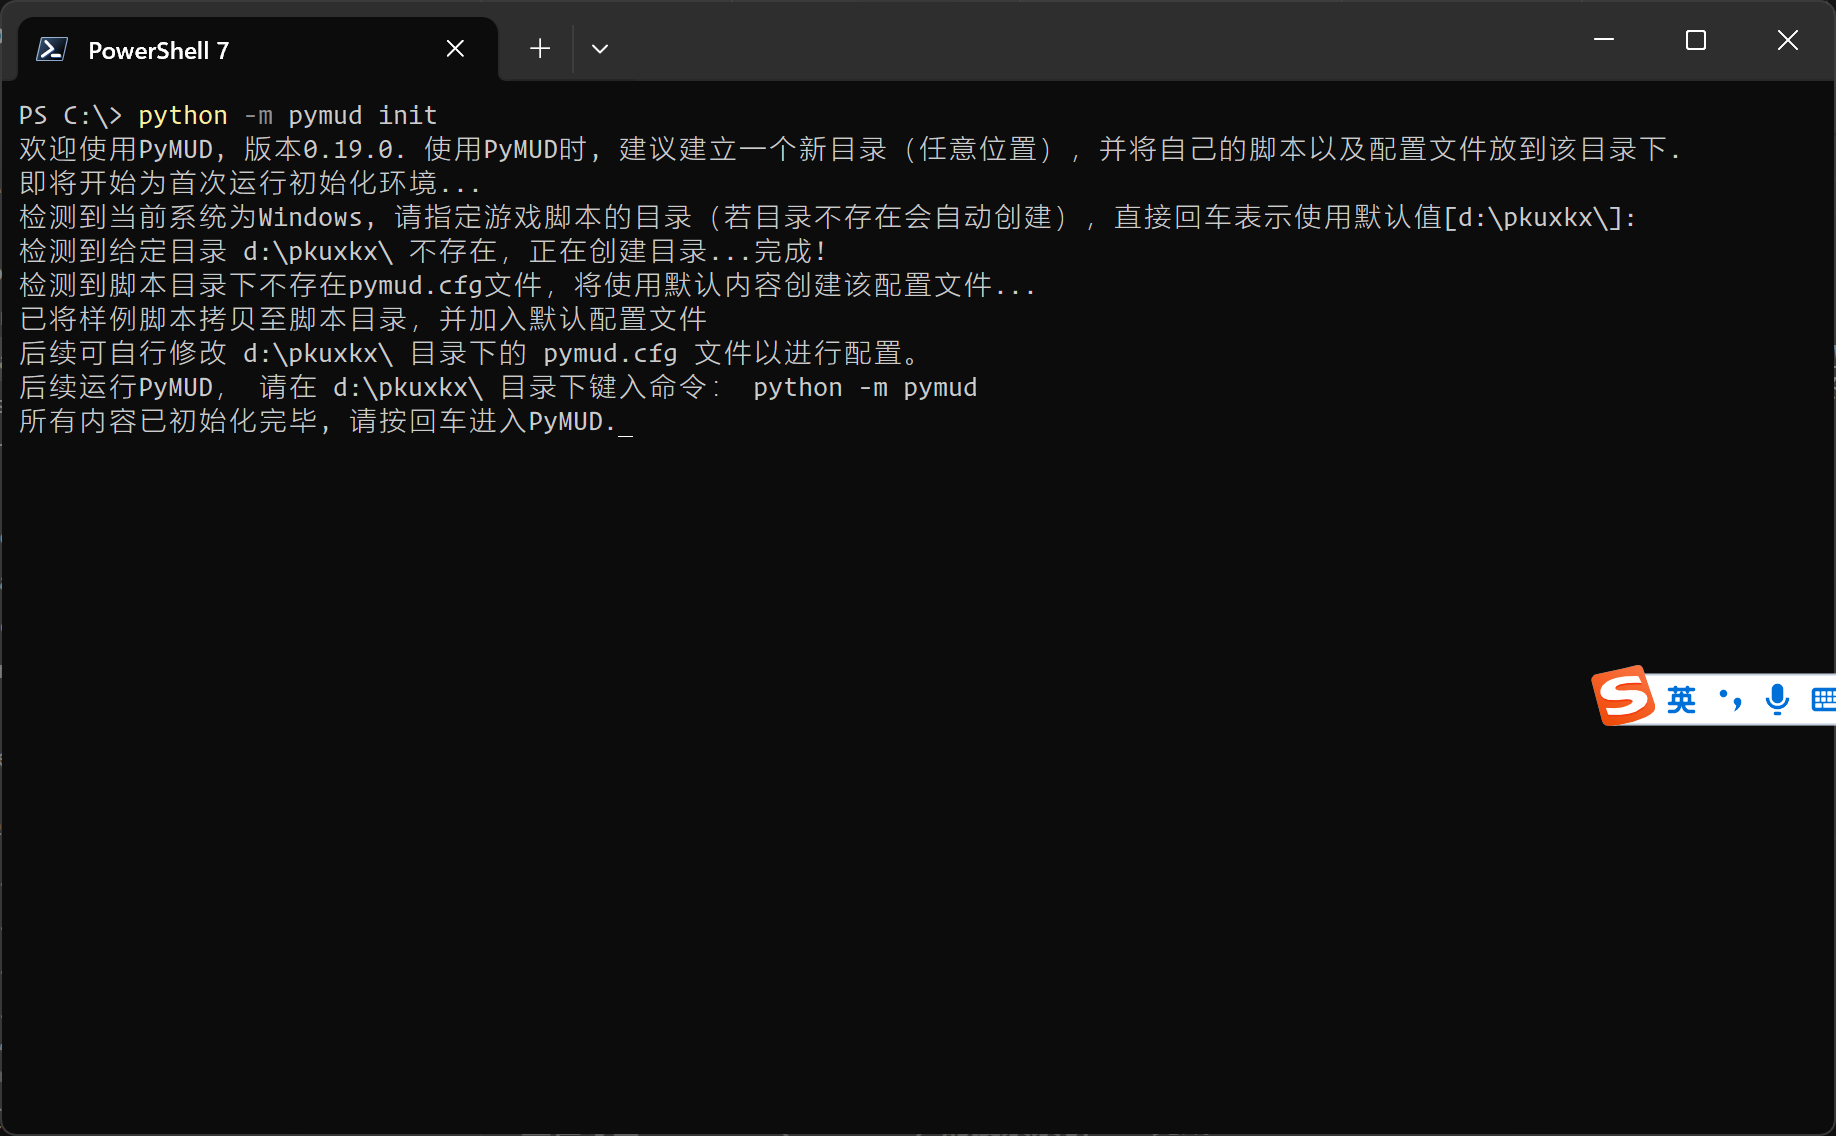 PowerShell 7
PS C:\> python -m pymud init
欢迎使用PyMUD, 版本0.19.0. 使用PyMUD时, 建议建立一个新目录（任意位置），并将自己的脚本以及配置文件放到该目录下.
即将开始为首次运行初始化环境...
检测到当前系统为Windows, 请指定游戏脚本的目录（若目录不存在会自动创建），直接回车表示使用默认值[d:\pkuxkx\]:
检测到给定目录 d:\pkuxkx\ 不存在，正在创建目录...完成!
检测到脚本目录下不存在pymud.cfg文件，将使用默认内容创建该配置文件...
已将样例脚本拷贝至脚本目录，并加入默认配置文件
后续可自行修改 d:\pkuxkx\ 目录下的 pymud.cfg 文件以进行配置。
后续运行PyMUD， 请在 d:\pkuxkx\ 目录下键入命令： python -m pymud
所有内容已初始化完毕, 请按回车进入PyMUD._
英